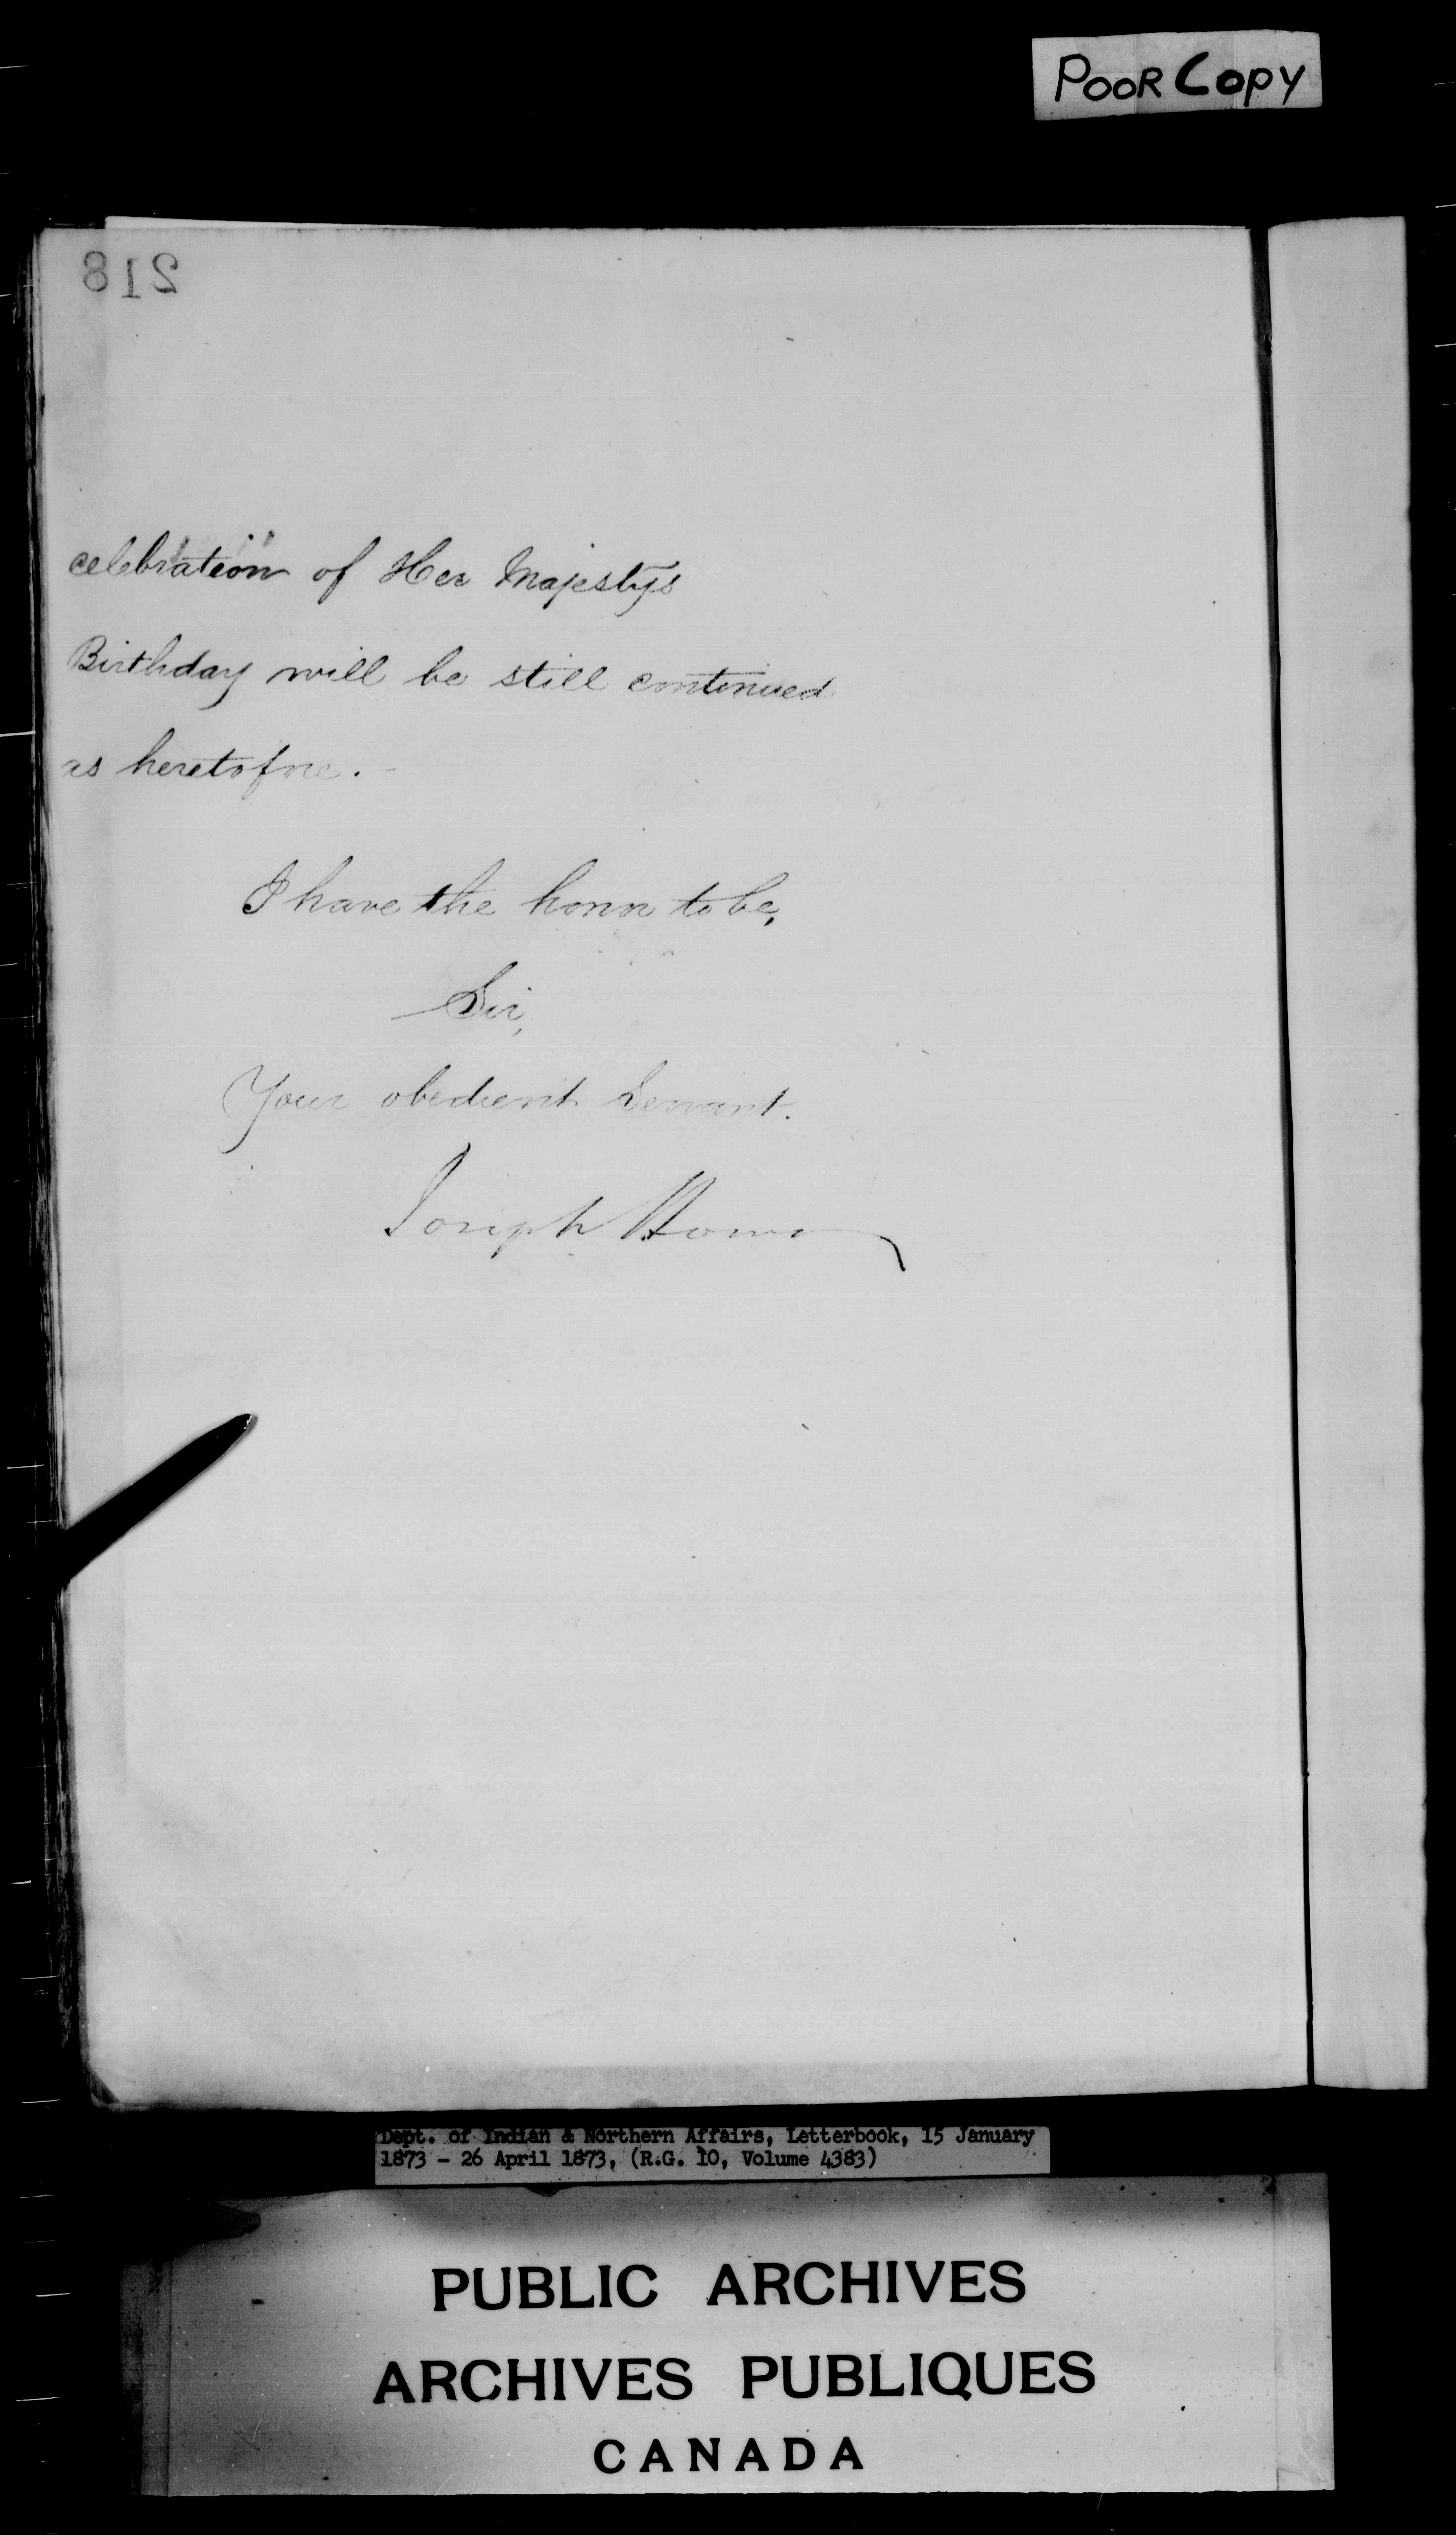 POOR COPY
218
celebration of Her Majestys
Birthday will be still continued
as heretofore.
I have the honor to be,
Sir,
Your obedient Servant.
Joseph Howe
Dept. of Indian & Northern Affairs, Letterbook, 15 January
1873 - 26 April 1873, (R.G. 10, Volume 4383)
PUBLIC ARCHIVES
ARCHIVES PUBLIQUES
CANADA